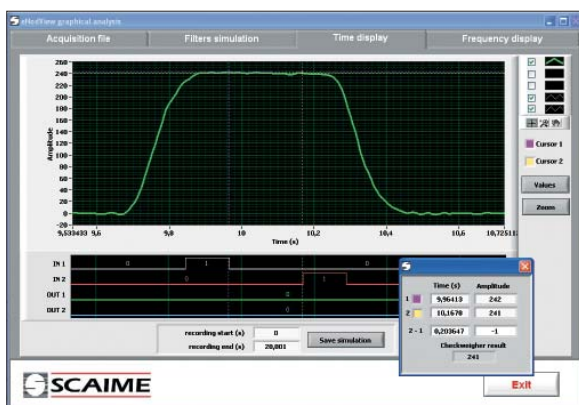 eNodView graphical analysis
Acquisition file
Filters simulation
Time display
Frequency display
260
240
220
200
180
160
140
120
100
80
60
40
20
0
-20
Amplitude
9,533433 9,6 9,8 10 10,2 10,4 10,6 10,72511
Time (s)
Cursor 1
Cursor 2
Values
Zoom
IN 1 0 1 0
IN 2 0 1
OUT 1 0
OUT 2 0
recording start (s) 0
recording end (s) 20,001
Save simulation
Time (s) Amplitude
1 9,96413 242
2 10,1678 241
2 - 1 0,203647 -1
Checkweigher result
241
SCAIME
Exit